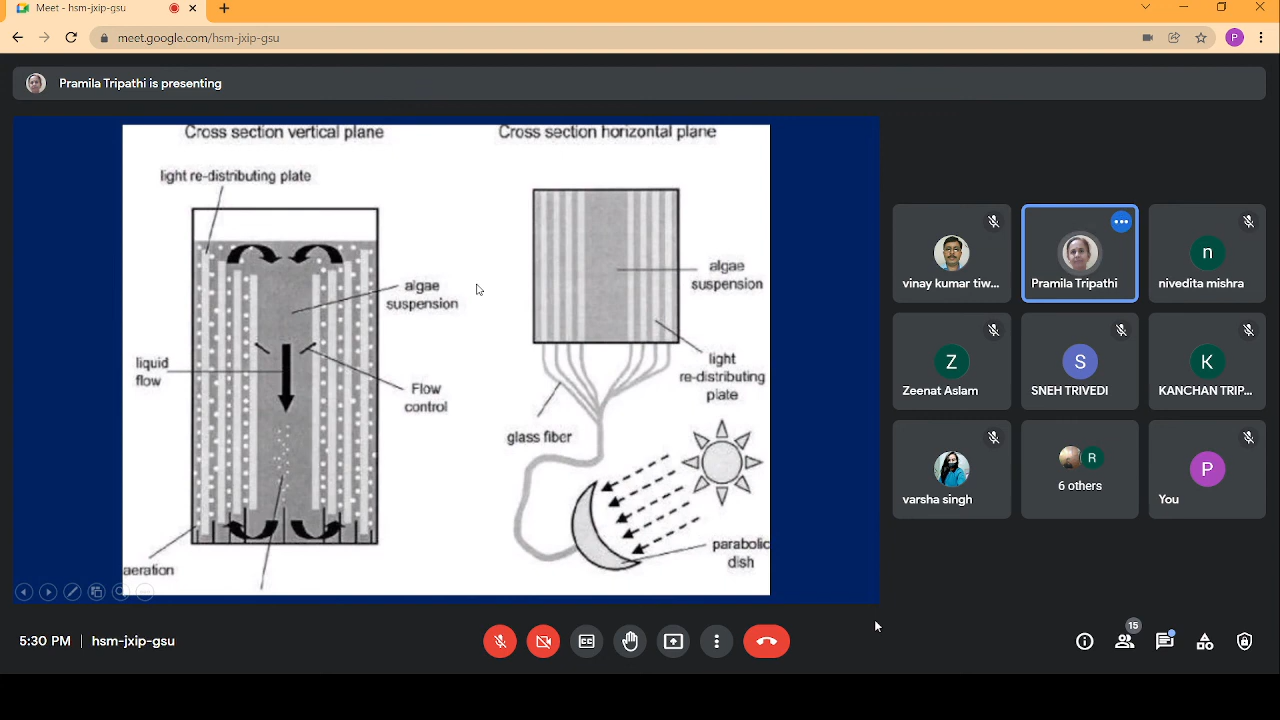 Meet - hsm-jxip-gsu
meet.google.com/hsm-jxip-gsu
P
Pramila Tripathi is presenting
Cross section vertical plane
Cross section horizontal plane
light re-distributing plate
algae
suspension
liquid
flow
Flow
control
aeration
algae
suspension
light
re-distributing
plate
glass fiber
parabolic
dish
vinay kumar tiw...
Pramila Tripathi
n
nivedita mishra
Z
Zeenat Aslam
S
SNEH TRIVEDI
K
KANCHAN TRIP...
varsha singh
R
6 others
P
You
5:30 PM | hsm-jxip-gsu
15